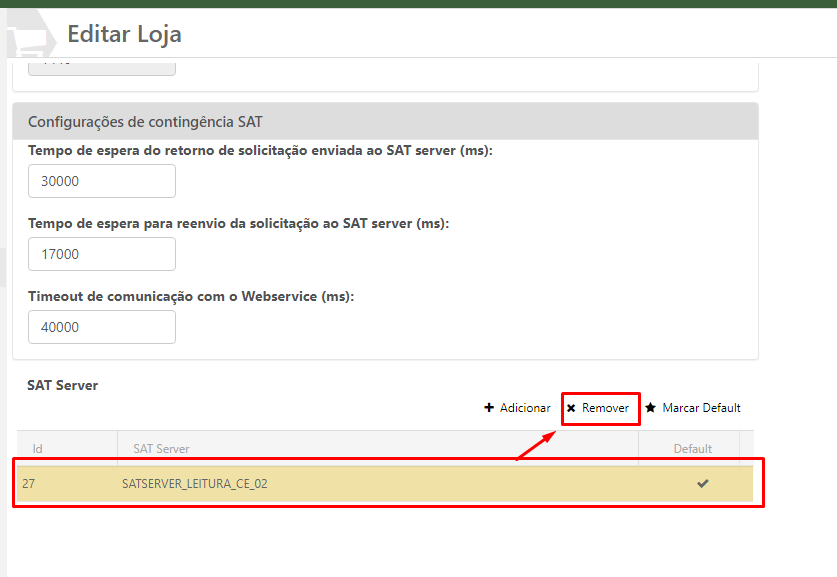 Editar Loja
Configurações de contingência SAT
Tempo de espera do retorno de solicitação enviada ao SAT server (ms):
30000
Tempo de espera para reenvio da solicitação ao SAT server (ms):
17000
Timeout de comunicação com o Webservice (ms):
40000
SAT Server
Adicionar Remover Marcar Default
Id SAT Server Default
27 SATSERVER_LEITURA_CE_02